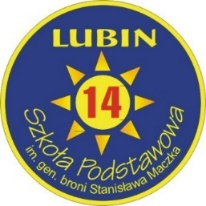 LUBIN
14
Szkoła Podstawowa
im. gen. broni Stanisława Maczka